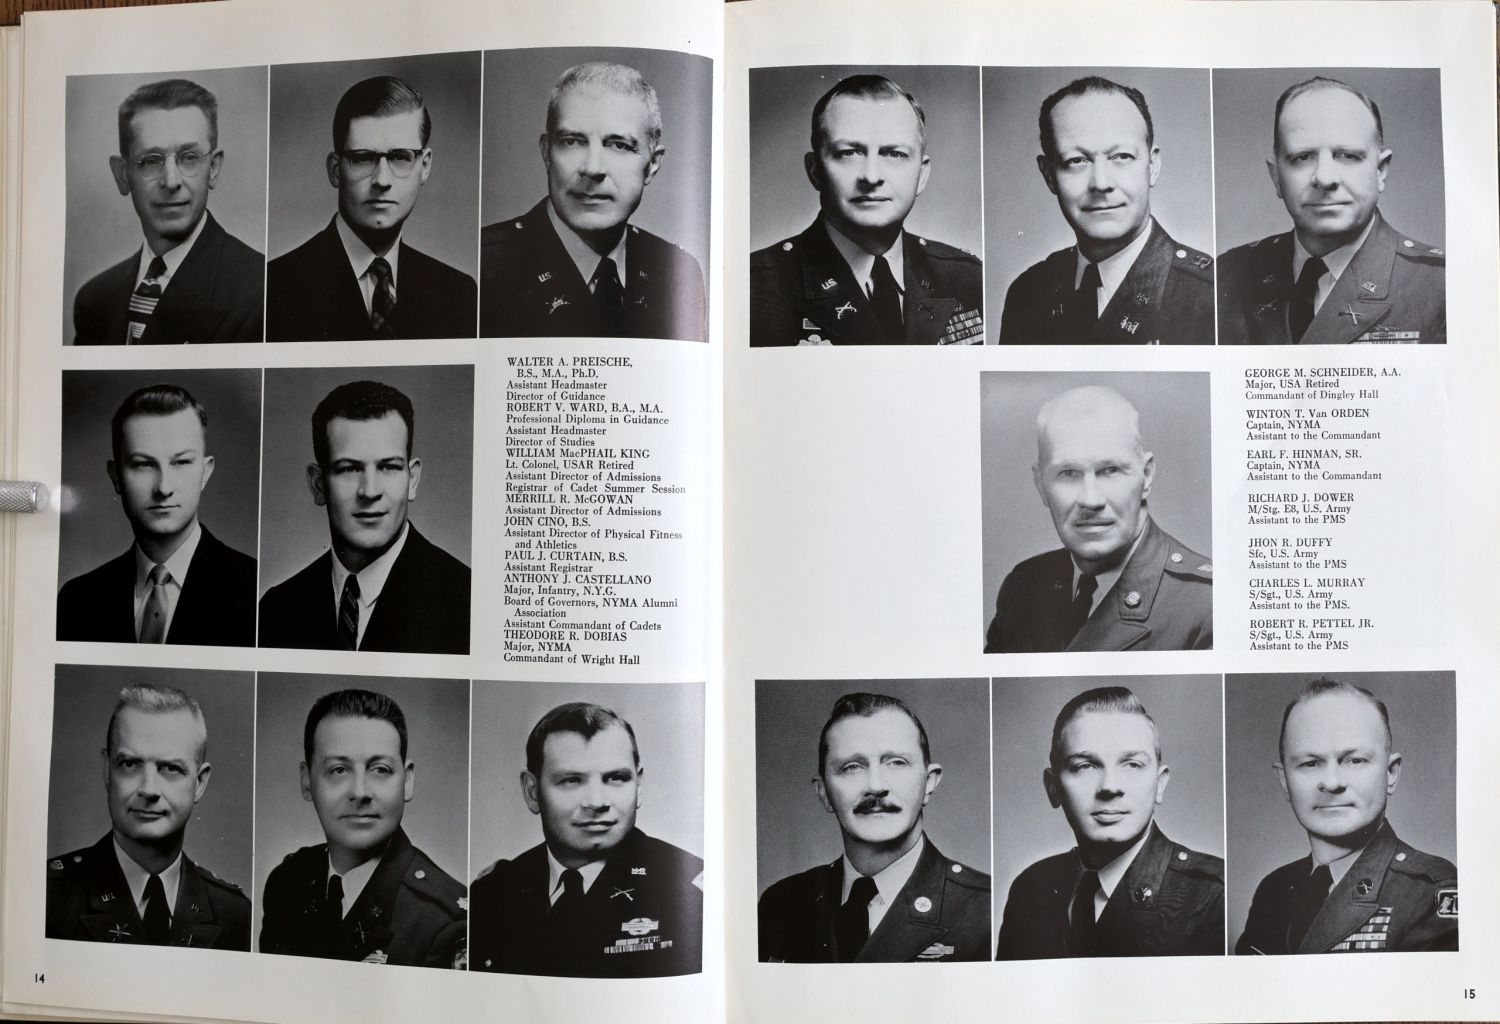 WALTER A. PREISCHE,
B.S., M.A., Ph.D.
Assistant Headmaster
Director of Guidance
ROBERT V. WARD, B.A., M.A.
Professional Diploma in Guidance
Assistant Headmaster
Director of Studies
WILLIAM MacPHAIL KING
Lt. Colonel, USAR Retired
Assistant Director of Admissions
Registrar of Cadet Summer Session
MERRILL R. McGOWAN
Assistant Director of Admissions
JOHN CINO, B.S.
Assistant Director of Physical Fitness
and Athletics
PAUL J. CURTAIN, B.S.
Assistant Registrar
ANTHONY J. CASTELLANO
Major, Infantry, N.Y.G.
Board of Governors, NYMA Alumni
Association
Assistant Commandant of Cadets
THEODORE R. DOBIAS
Major, NYMA
Commandant of Wright Hall
14
GEORGE M. SCHNEIDER, A.A.
Major, USA Retired
Commandant of Dingley Hall
WINTON T. Van ORDEN
Captain, NYMA
Assistant to the Commandant
EARL F. HINMAN, SR.
Captain, NYMA
Assistant to the Commandant
RICHARD J. DOWER
M/Stg. E8, U.S. Army
Assistant to the PMS
JHON R. DUFFY
Sfc, U.S. Army
Assistant to the PMS
CHARLES L. MURRAY
S/Sgt., U.S. Army
Assistant to the PMS.
ROBERT R. PETTEL JR.
S/Sgt., U.S. Army
Assistant to the PMS
15